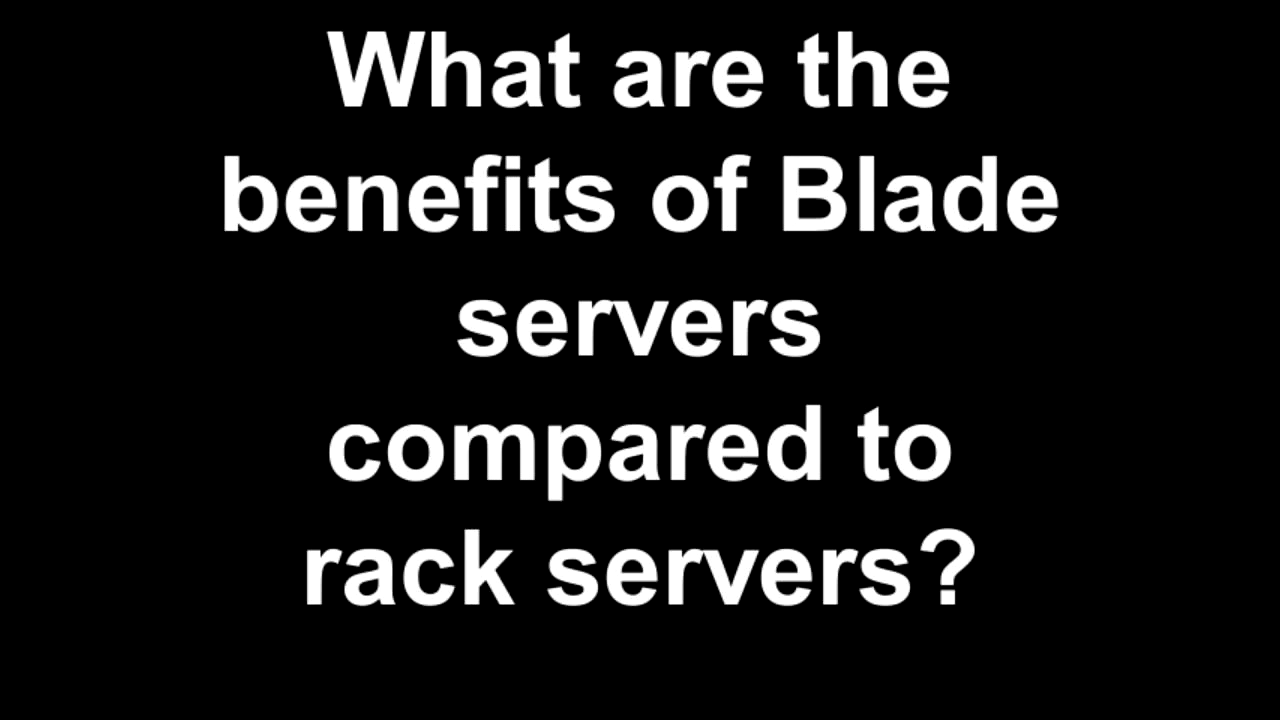 What are the
benefits of Blade
servers
compared to
rack servers?